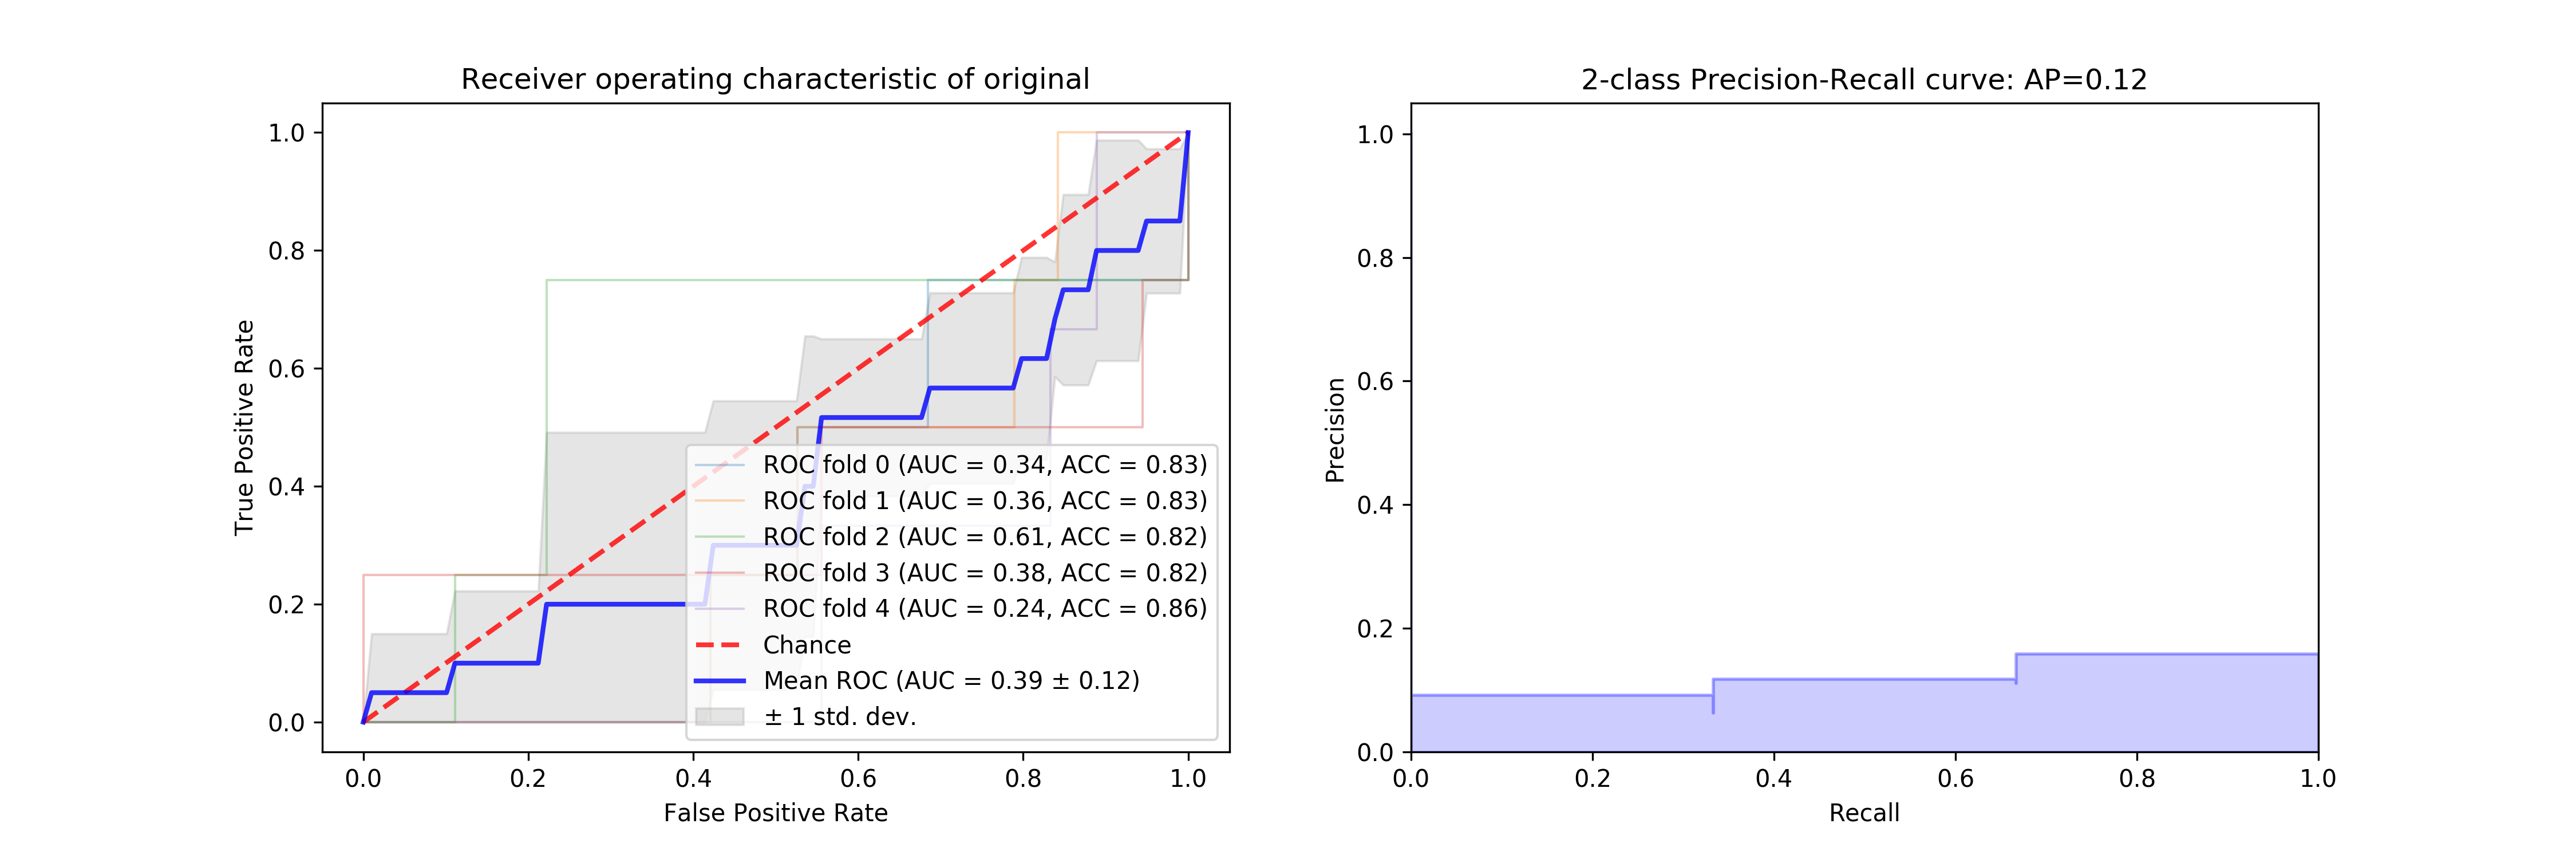 Receiver operating characteristic of original
1.0
0.8
0.6
0.4
0.2
0.0
True Positive Rate
ROC fold 0 (AUC = 0.34, ACC = 0.83)
ROC fold 1 (AUC = 0.36, ACC = 0.83)
ROC fold 2 (AUC = 0.61, ACC = 0.82)
ROC fold 3 (AUC = 0.38, ACC = 0.82)
ROC fold 4 (AUC = 0.24, ACC = 0.86)
Chance
Mean ROC (AUC = 0.39 ± 0.12)
± 1 std. dev.
0.0 0.2 0.4 0.6 0.8 1.0
False Positive Rate
2-class Precision-Recall curve: AP=0.12
1.0
0.8
0.6
0.4
0.2
0.0
Precision
0.0 0.2 0.4 0.6 0.8 1.0
Recall